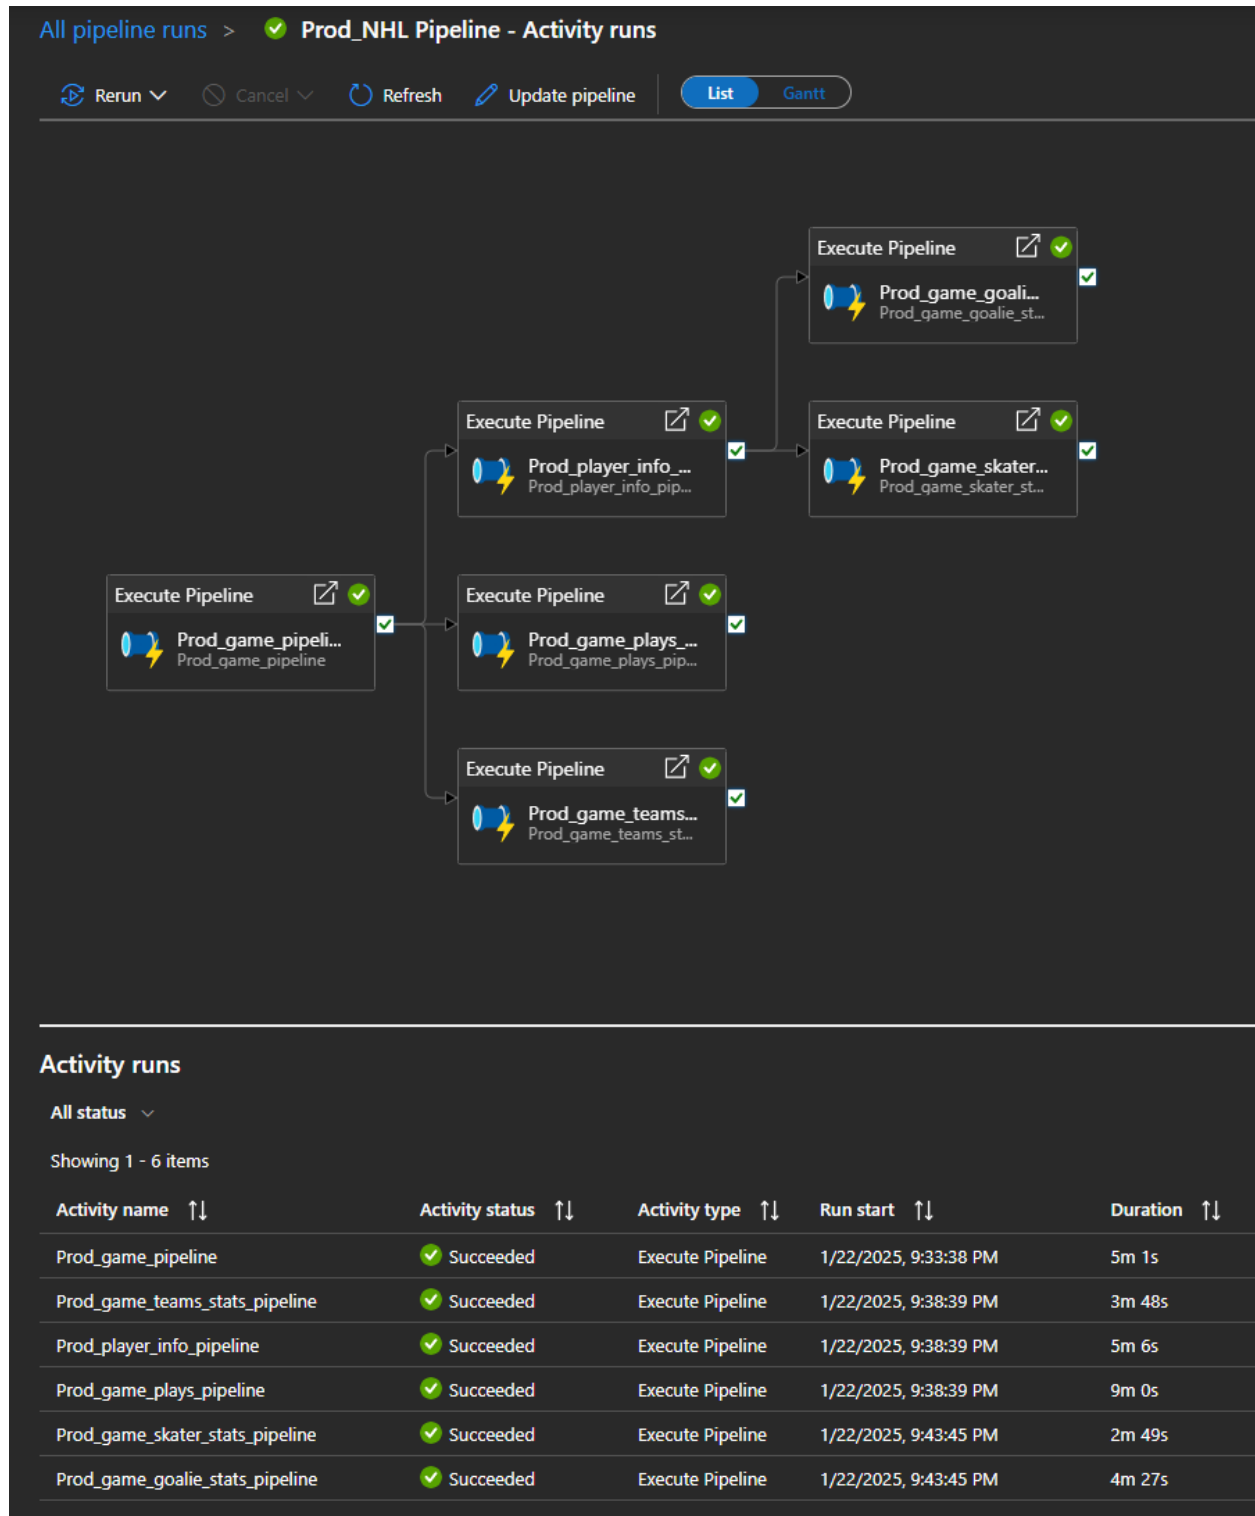 All pipeline runs > Prod_NHL Pipeline - Activity runs
Rerun Cancel Refresh Update pipeline List Gantt
Execute Pipeline
Prod_game_goali...
Prod_game_goalie_st...
Execute Pipeline
Prod_player_info_...
Prod_player_info_pip...
Execute Pipeline
Prod_game_skater...
Prod_game_skater_st...
Execute Pipeline
Prod_game_pipeli...
Prod_game_pipeline
Execute Pipeline
Prod_game_plays_...
Prod_game_plays_pip...
Execute Pipeline
Prod_game_teams...
Prod_game_teams_st...
Activity runs
All status
Showing 1 - 6 items
Activity name Activity status Activity type Run start Duration
Prod_game_pipeline Succeeded Execute Pipeline 1/22/2025, 9:33:38 PM 5m 1s
Prod_game_teams_stats_pipeline Succeeded Execute Pipeline 1/22/2025, 9:38:39 PM 3m 48s
Prod_player_info_pipeline Succeeded Execute Pipeline 1/22/2025, 9:38:39 PM 5m 6s
Prod_game_plays_pipeline Succeeded Execute Pipeline 1/22/2025, 9:38:39 PM 9m 0s
Prod_game_skater_stats_pipeline Succeeded Execute Pipeline 1/22/2025, 9:43:45 PM 2m 49s
Prod_game_goalie_stats_pipeline Succeeded Execute Pipeline 1/22/2025, 9:43:45 PM 4m 27s